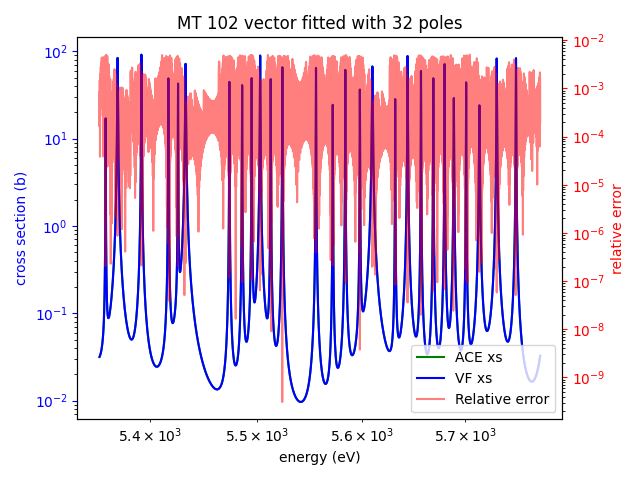 MT 102 vector fitted with 32 poles
10²
10¹
10⁰
10⁻¹
10⁻²
cross section (b)
10⁻²
10⁻³
10⁻⁴
10⁻⁵
10⁻⁶
10⁻⁷
10⁻⁸
10⁻⁹
relative error
ACE xs
VF xs
Relative error
5.4 × 10³ 5.5 × 10³ 5.6 × 10³ 5.7 × 10³
energy (eV)